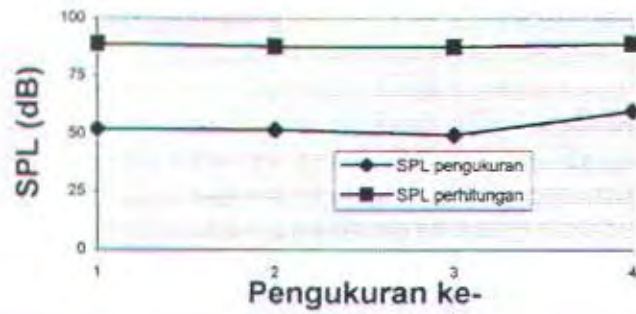 100
75
50
25
0
SPL (dB)
SPL pengukuran
SPL perhitungan
1 2 3 4
Pengukuran ke-